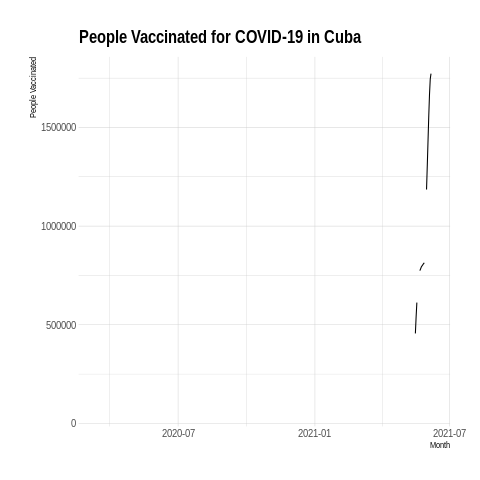 People Vaccinated for COVID-19 in Cuba
People Vaccinated
1500000
1000000
500000
0
2020-07
2021-01
2021-07
Month